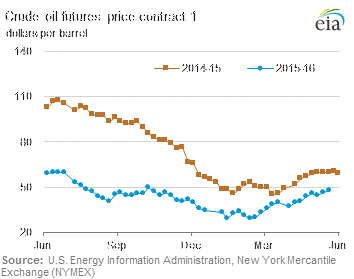 Crude oil futures price contract 1
dollars per barrel
eia
140
2014-15
2015-16
110
80
50
20
Jun
Sep
Dec
Mar
Jun
Source: U.S. Energy Information Administration, New York Mercantile
Exchange (NYMEX)